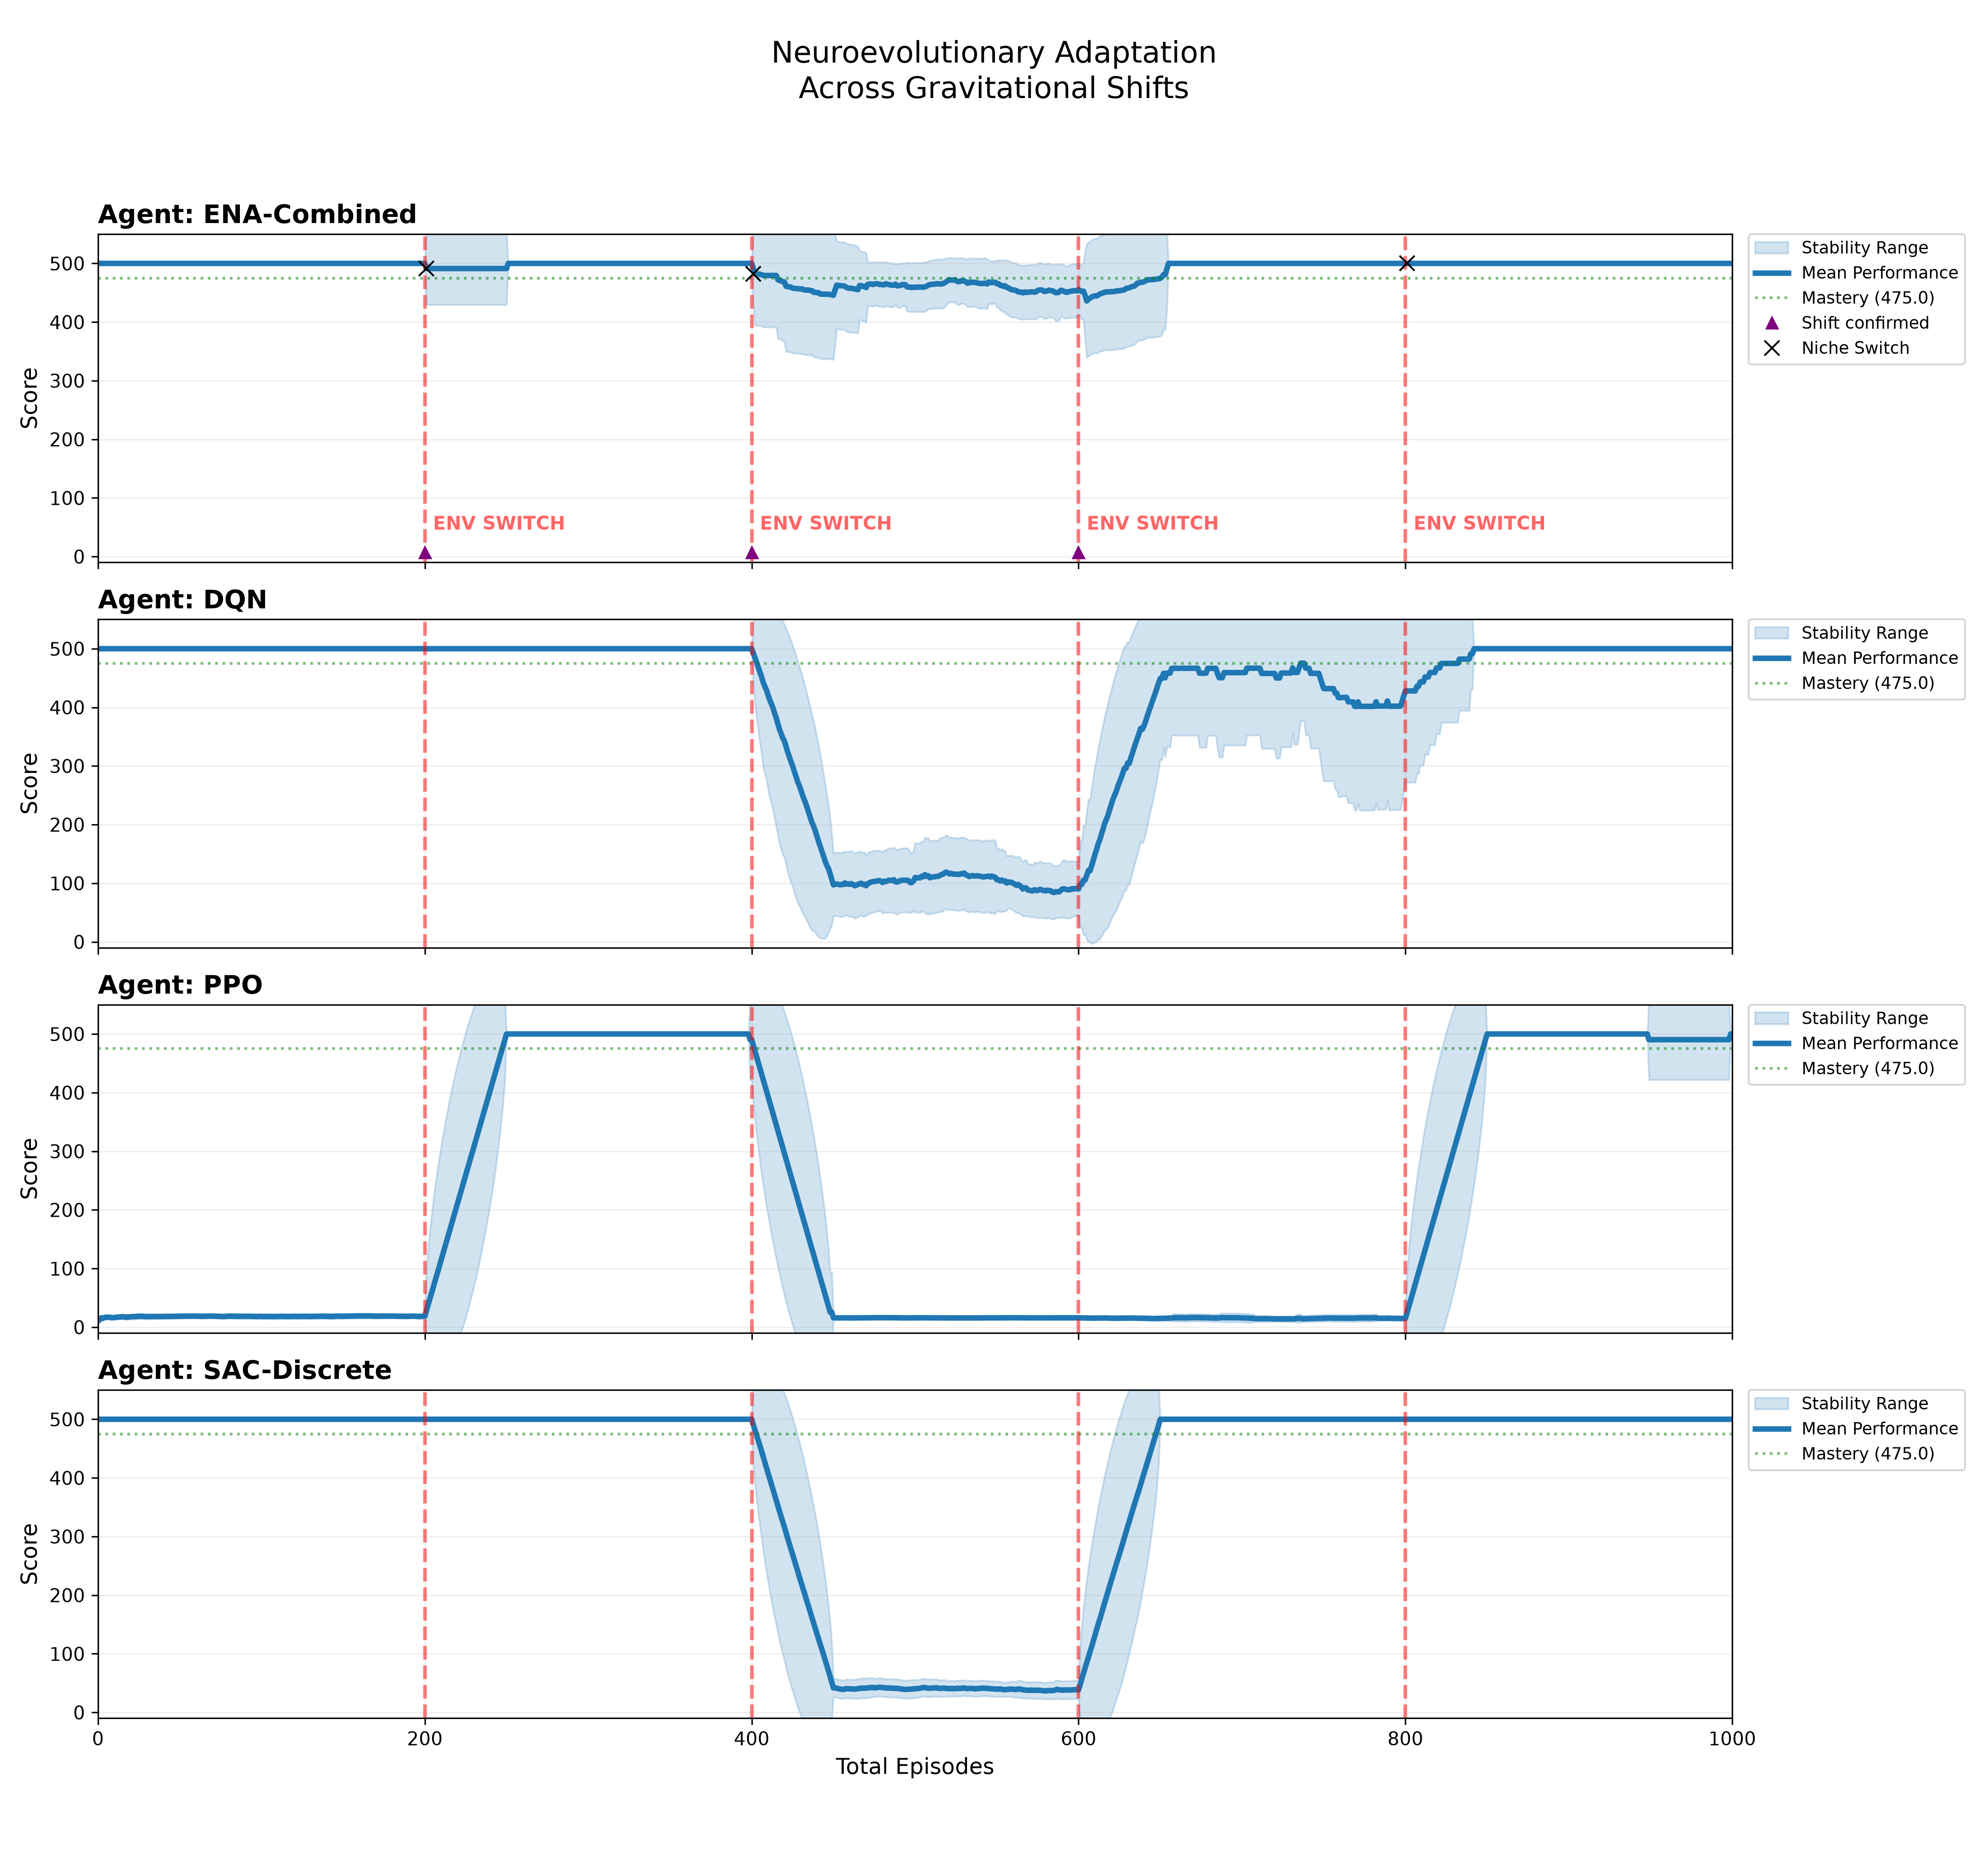 Neuroevolutionary Adaptation
Across Gravitational Shifts
Agent: ENA-Combined
Score
500
400
300
200
100
0
ENV SWITCH
ENV SWITCH
ENV SWITCH
ENV SWITCH
Stability Range
Mean Performance
Mastery (475.0)
Shift confirmed
Niche Switch
Agent: DQN
Score
500
400
300
200
100
0
Stability Range
Mean Performance
Mastery (475.0)
Agent: PPO
Score
500
400
300
200
100
0
Stability Range
Mean Performance
Mastery (475.0)
Agent: SAC-Discrete
Score
500
400
300
200
100
0
Stability Range
Mean Performance
Mastery (475.0)
0
200
400
600
800
1000
Total Episodes